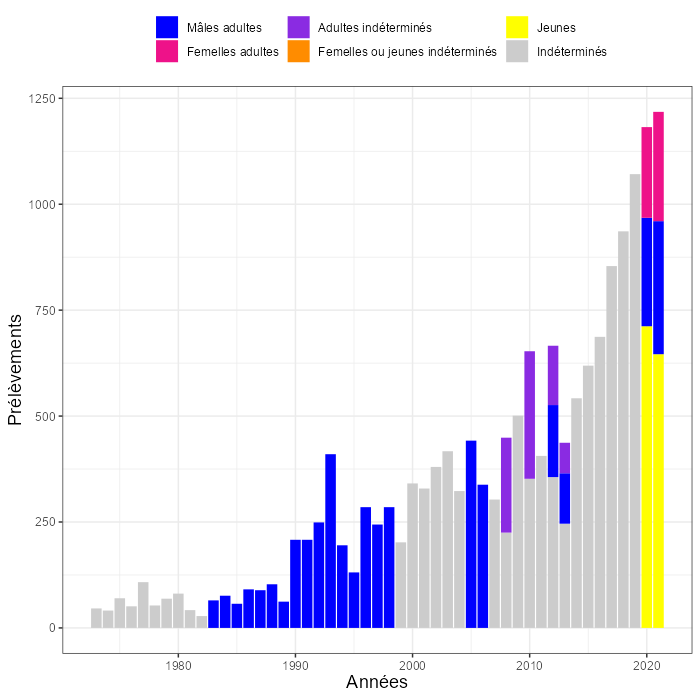 Mâles adultes
Adultes indéterminés
Jeunes
Femelles adultes
Femelles ou jeunes indéterminés
Indéterminés
1250
1000
750
500
250
0
Prélèvements
1980
1990
2000
2010
2020
Années